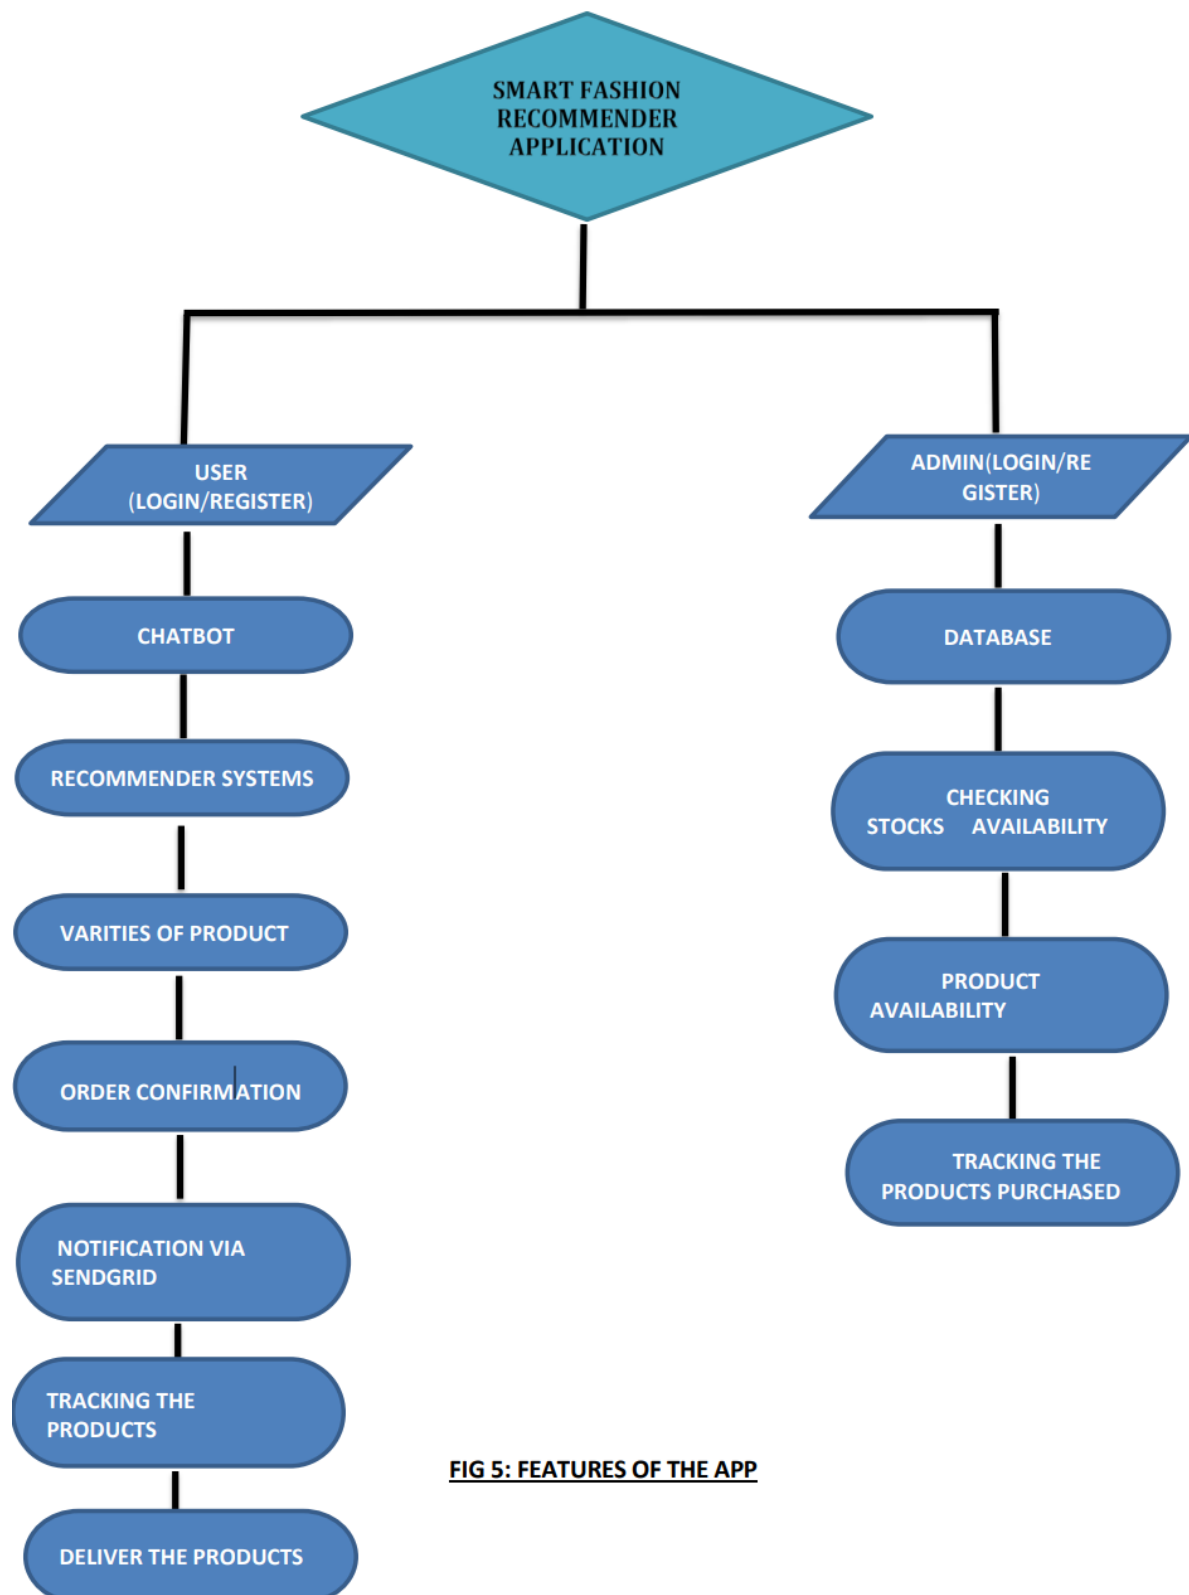 SMART FASHION
RECOMMENDER
APPLICATION
USER
(LOGIN/REGISTER)
CHATBOT
RECOMMENDER SYSTEMS
VARITIES OF PRODUCT
ORDER CONFIRMATION
NOTIFICATION VIA
SENDGRID
TRACKING THE
PRODUCTS
DELIVER THE PRODUCTS
ADMIN(LOGIN/RE
GISTER)
DATABASE
CHECKING
STOCKS AVAILABILITY
PRODUCT
AVAILABILITY
TRACKING THE
PRODUCTS PURCHASED
FIG 5: FEATURES OF THE APP